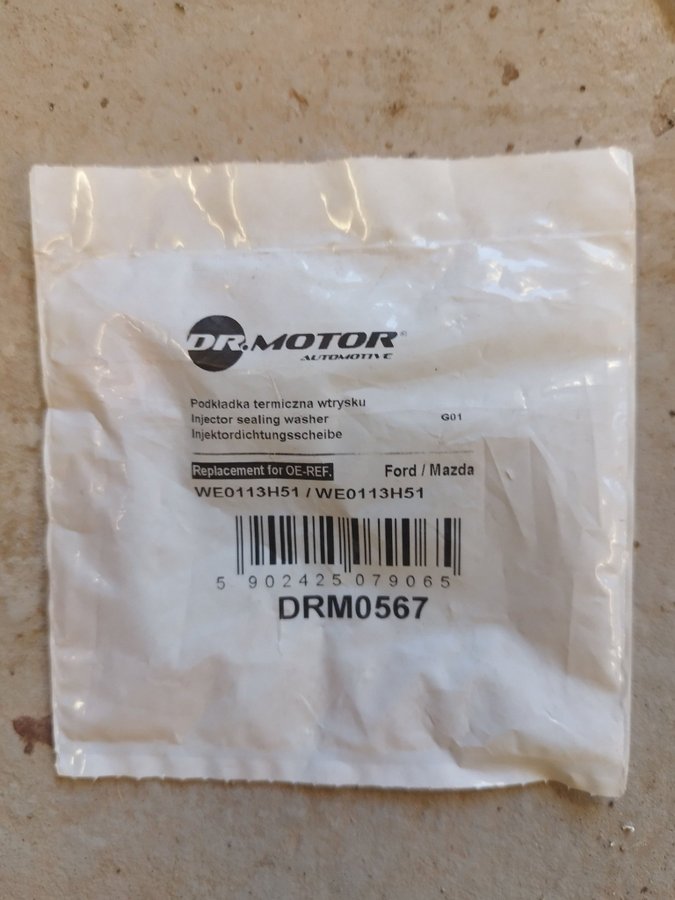 DR.MOTOR®
AUTOMOTIVE
Podkładka termiczna wtrysku
Injector sealing washer G01
Injektordichtungsscheibe
Replacement for OE-REF. Ford / Mazda
WE0113H51 / WE0113H51
5 902425 079065
DRM0567